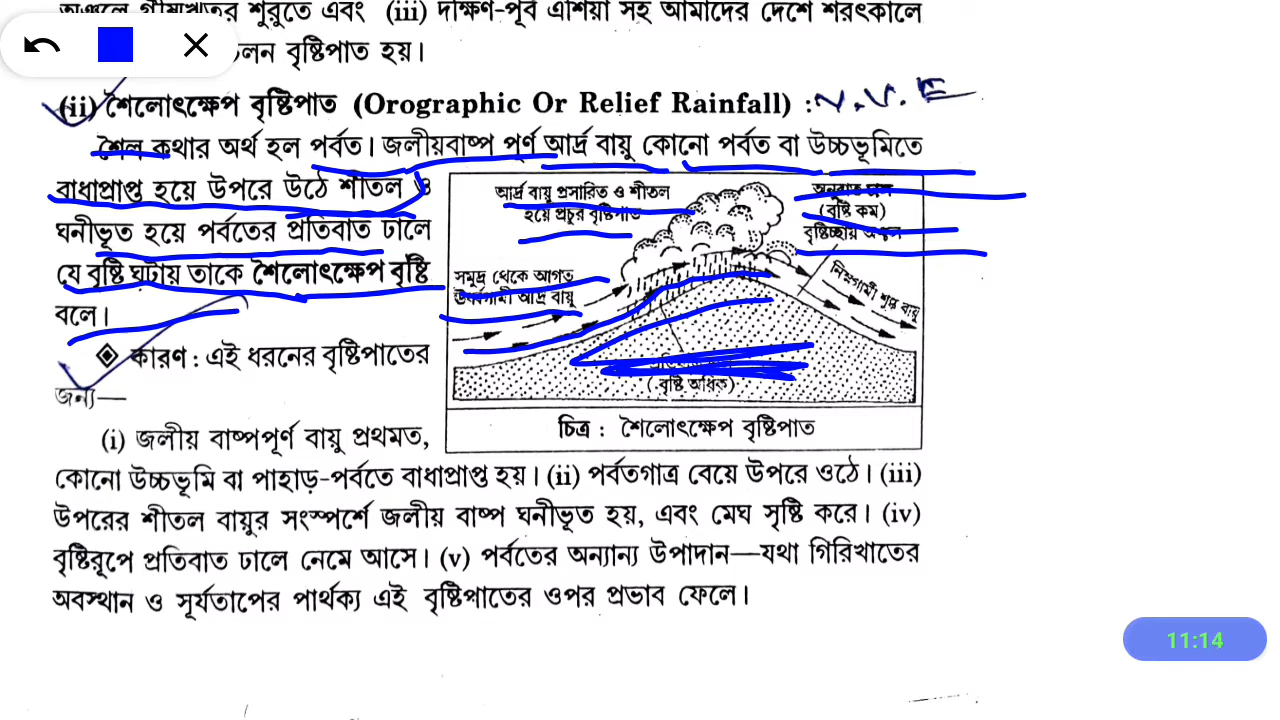 অঞ্চলে গ্রীষ্মঋতুর শুরুতে এবং (iii) দক্ষিণ-পূর্ব এশিয়া সহ আমাদের দেশে শরৎকালে
বৃষ্টিপাত হয়।
(ii) শৈলোৎক্ষেপ বৃষ্টিপাত (Orographic Or Relief Rainfall) : N.V.E
শৈল কথার অর্থ হল পর্বত। জলীয়বাষ্প পূর্ণ আর্দ্র বায়ু কোনো পর্বত বা উচ্চভূমিতে
বাধাপ্রাপ্ত হয়ে উপরে উঠে শীতল ও
ঘনীভূত হয়ে পর্বতের প্রতিবাত ঢালে
যে বৃষ্টি ঘটায় তাকে শৈলোৎক্ষেপ বৃষ্টি
বলে।
কারণ : এই ধরনের বৃষ্টিপাতের
জন্য—
(i) জলীয় বাষ্পপূর্ণ বায়ু প্রথমত,
আর্দ্র বায়ু প্রসারিত ও শীতল
হয়ে প্রচুর বৃষ্টিপাত
অনুবাত ঢাল
(বৃষ্টি কম)
বৃষ্টিচ্ছায় অঞ্চল
সমুদ্র থেকে আগত
ঊর্ধ্বগামী আর্দ্র বায়ু
নিম্নগামী শুষ্ক বায়ু
(বৃষ্টি অধিক)
চিত্র : শৈলোৎক্ষেপ বৃষ্টিপাত
কোনো উচ্চভূমি বা পাহাড়-পর্বতে বাধাপ্রাপ্ত হয়। (ii) পর্বতগাত্র বেয়ে উপরে ওঠে। (iii)
উপরের শীতল বায়ুর সংস্পর্শে জলীয় বাষ্প ঘনীভূত হয়, এবং মেঘ সৃষ্টি করে। (iv)
বৃষ্টিরূপে প্রতিবাত ঢালে নেমে আসে। (v) পর্বতের অন্যান্য উপাদান—যথা গিরিখাতের
অবস্থান ও সূর্যতাপের পার্থক্য এই বৃষ্টিপাতের ওপর প্রভাব ফেলে।
11:14